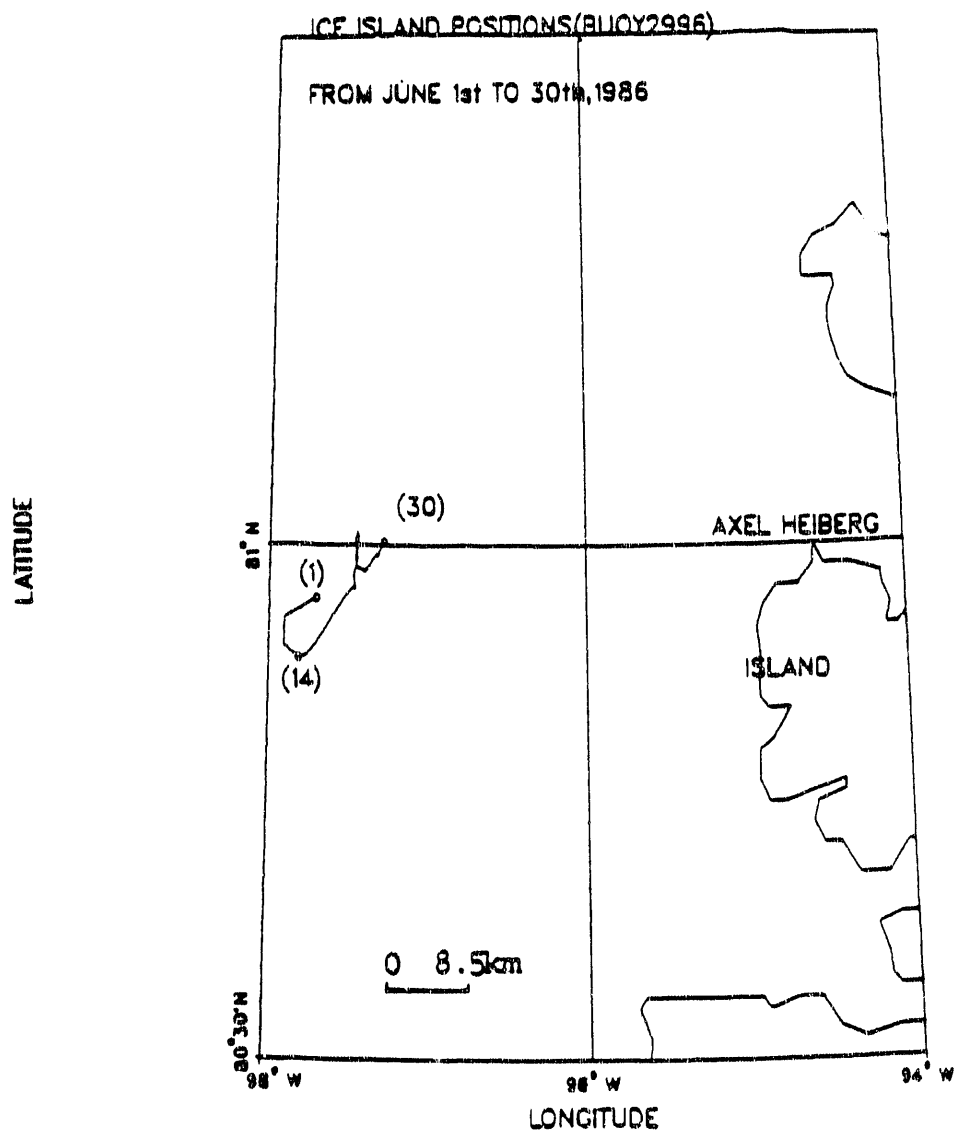 ICE ISLAND POSITIONS(BUOY2996)
FROM JUNE 1st TO 30th,1986
LATITUDE
81° N
(30)
AXEL HEIBERG
(1)
ISLAND
(14)
0 8.5km
80°30'N
98° W
96° W
94° W
LONGITUDE